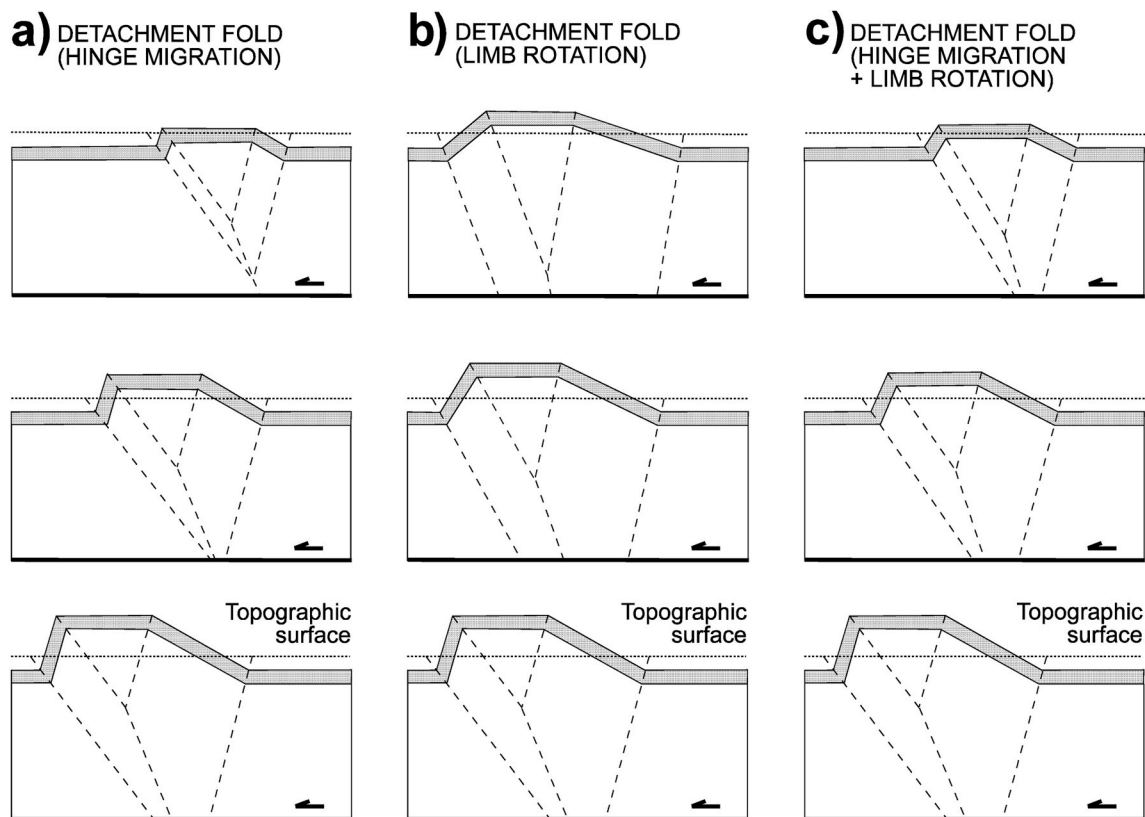 a) DETACHMENT FOLD
(HINGE MIGRATION)
b) DETACHMENT FOLD
(LIMB ROTATION)
c) DETACHMENT FOLD
(HINGE MIGRATION
+ LIMB ROTATION)
Topographic
surface
Topographic
surface
Topographic
surface